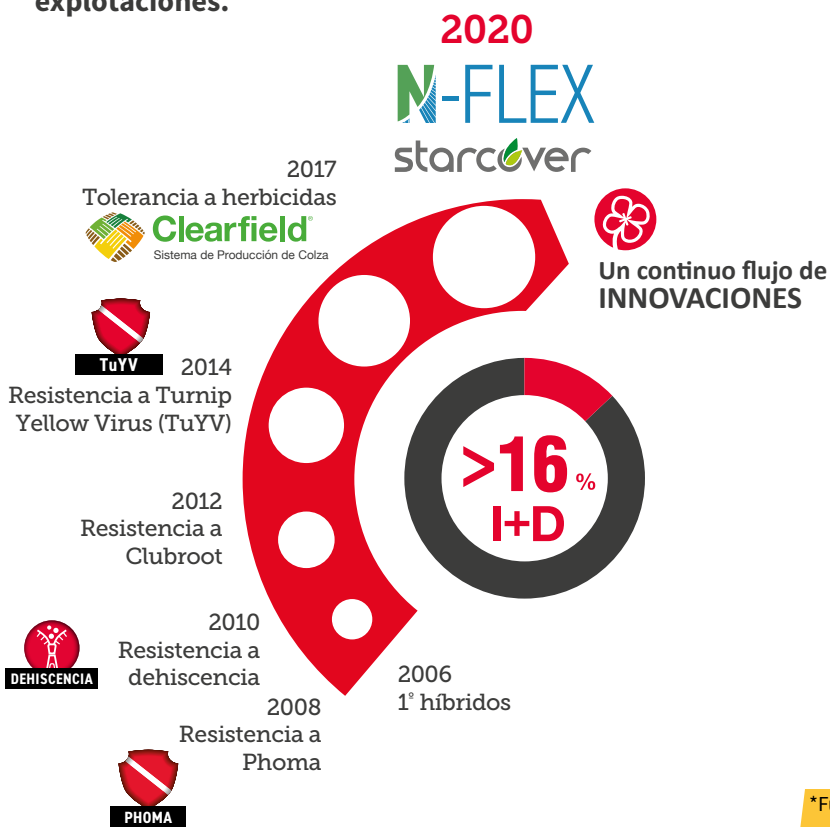 explotaciones.
2020
N-FLEX
starcover
2017
Tolerancia a herbicidas
Clearfield®
Sistema de Producción de Colza
Un continuo flujo de
INNOVACIONES
TuYV
2014
Resistencia a Turnip
Yellow Virus (TuYV)
>16 %
I+D
2012
Resistencia a
Clubroot
2010
Resistencia a
dehiscencia
DEHISCENCIA
2006
1º híbridos
2008
Resistencia a
Phoma
PHOMA